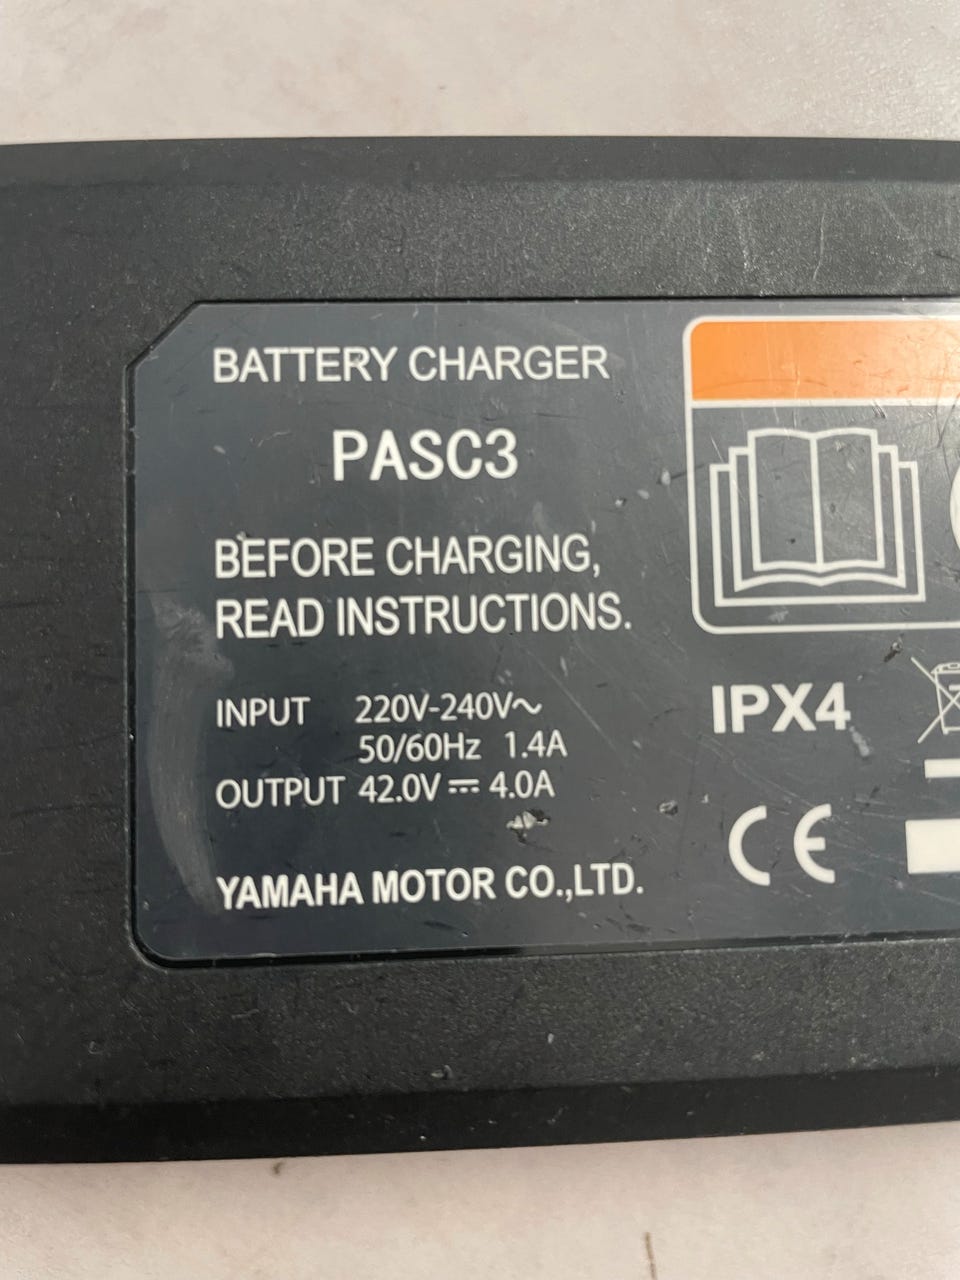 BATTERY CHARGER
PASC3
BEFORE CHARGING,
READ INSTRUCTIONS.
INPUT 220V-240V~
50/60Hz 1.4A
OUTPUT 42.0V⎓4.0A
YAMAHA MOTOR CO.,LTD.
IPX4
CE